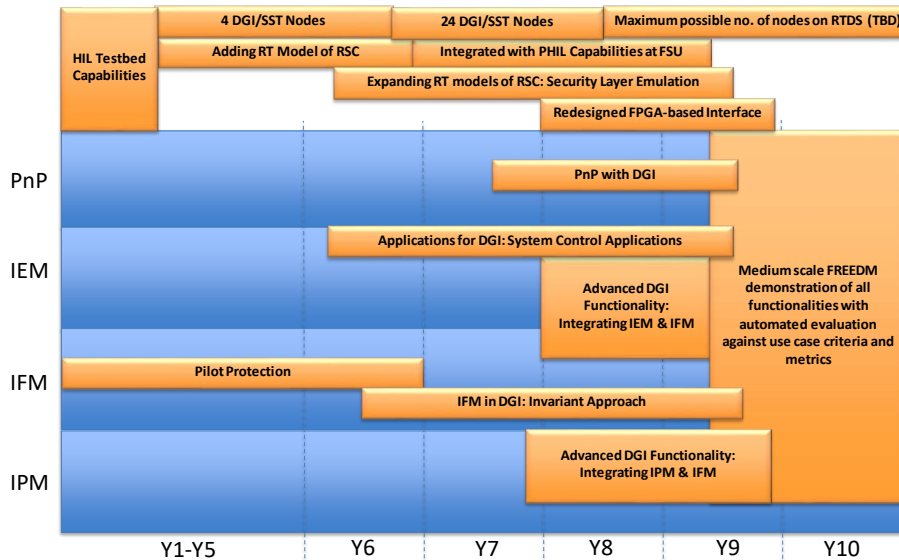 4 DGI/SST Nodes
24 DGI/SST Nodes
Maximum possible no. of nodes on RTDS (TBD)
HIL Testbed
Capabilities
Adding RT Model of RSC
Integrated with PHIL Capabilities at FSU
Expanding RT models of RSC: Security Layer Emulation
Redesigned FPGA-based Interface
PnP
PnP with DGI
IEM
Applications for DGI: System Control Applications
Advanced DGI
Functionality:
Integrating IEM & IFM
Medium scale FREEDM
demonstration of all
functionalities with
automated evaluation
against use case criteria and
metrics
IFM
Pilot Protection
IFM in DGI: Invariant Approach
IPM
Advanced DGI Functionality:
Integrating IPM & IFM
Y1-Y5
Y6
Y7
Y8
Y9
Y10